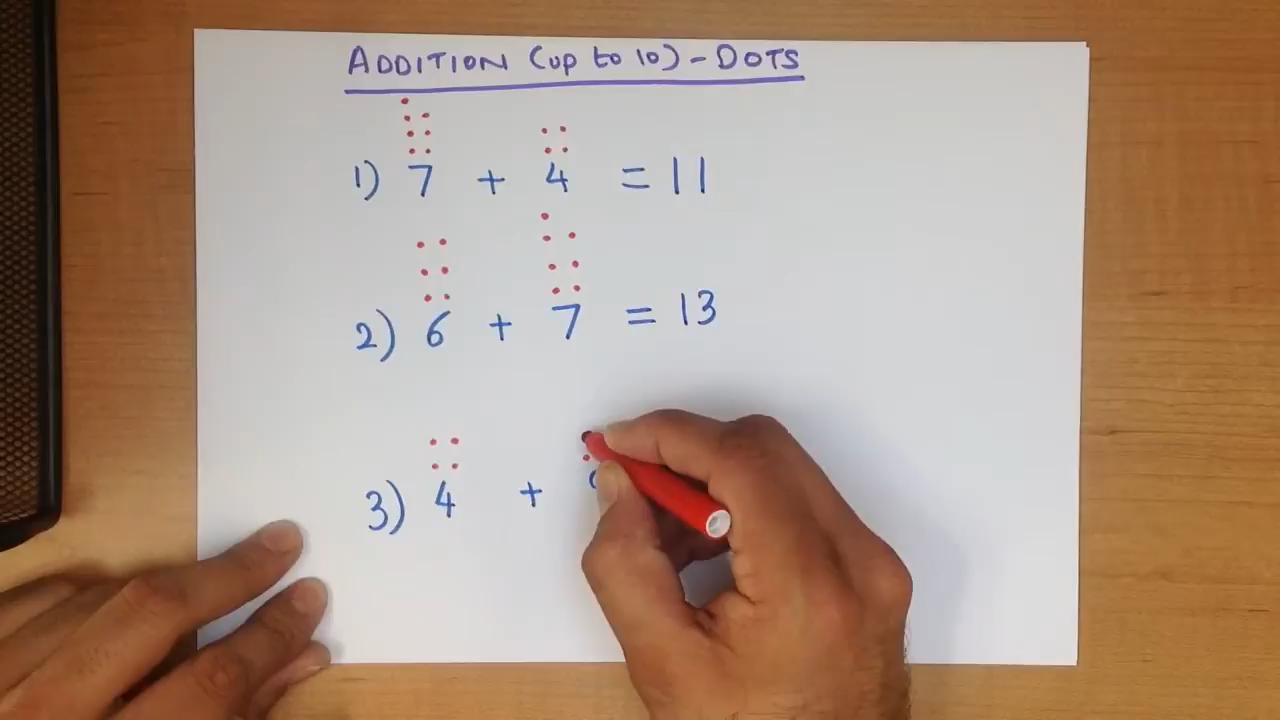 ADDITION (up to 10) - DOTS
1) 7 + 4 = 11
2) 6 + 7 = 13
3) 4 +